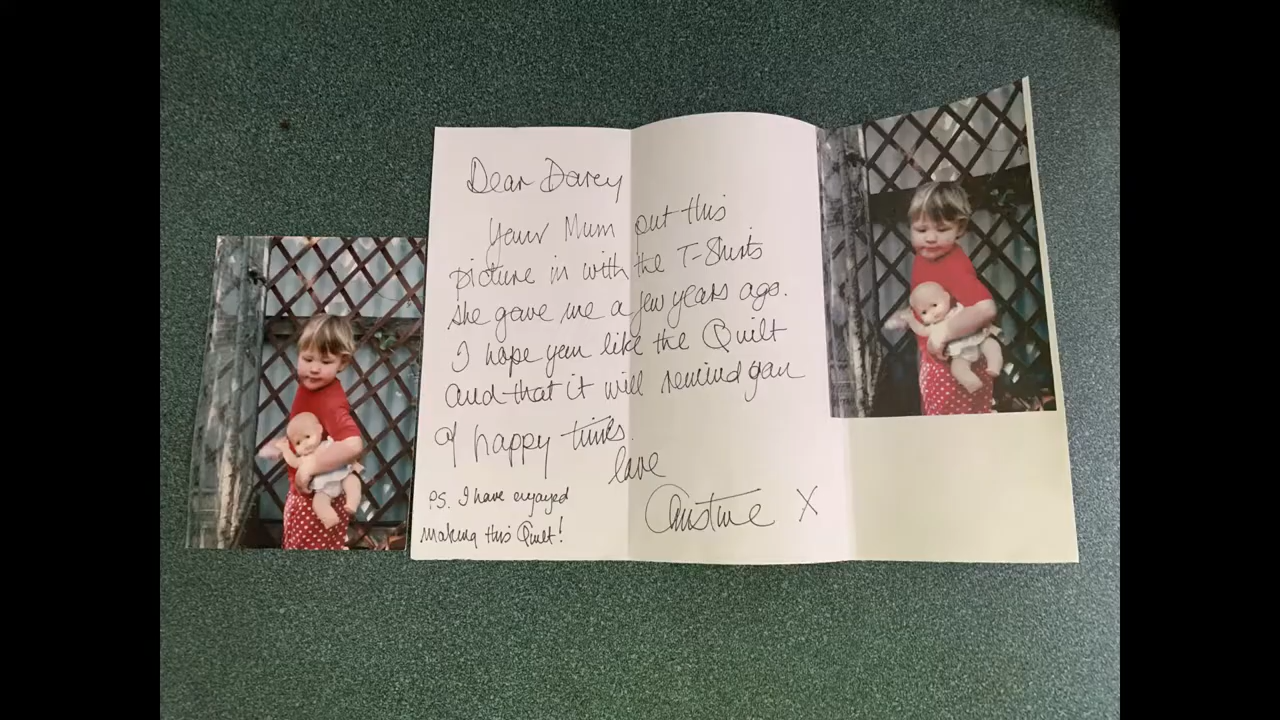 Dear Darcy
Your Mum put this
picture in with the T-Shirts
she gave me a few years ago.
I hope you like the Quilt
and that it will remind you
of happy times.
love
Christine X
PS. I have enjoyed
making this Quilt!